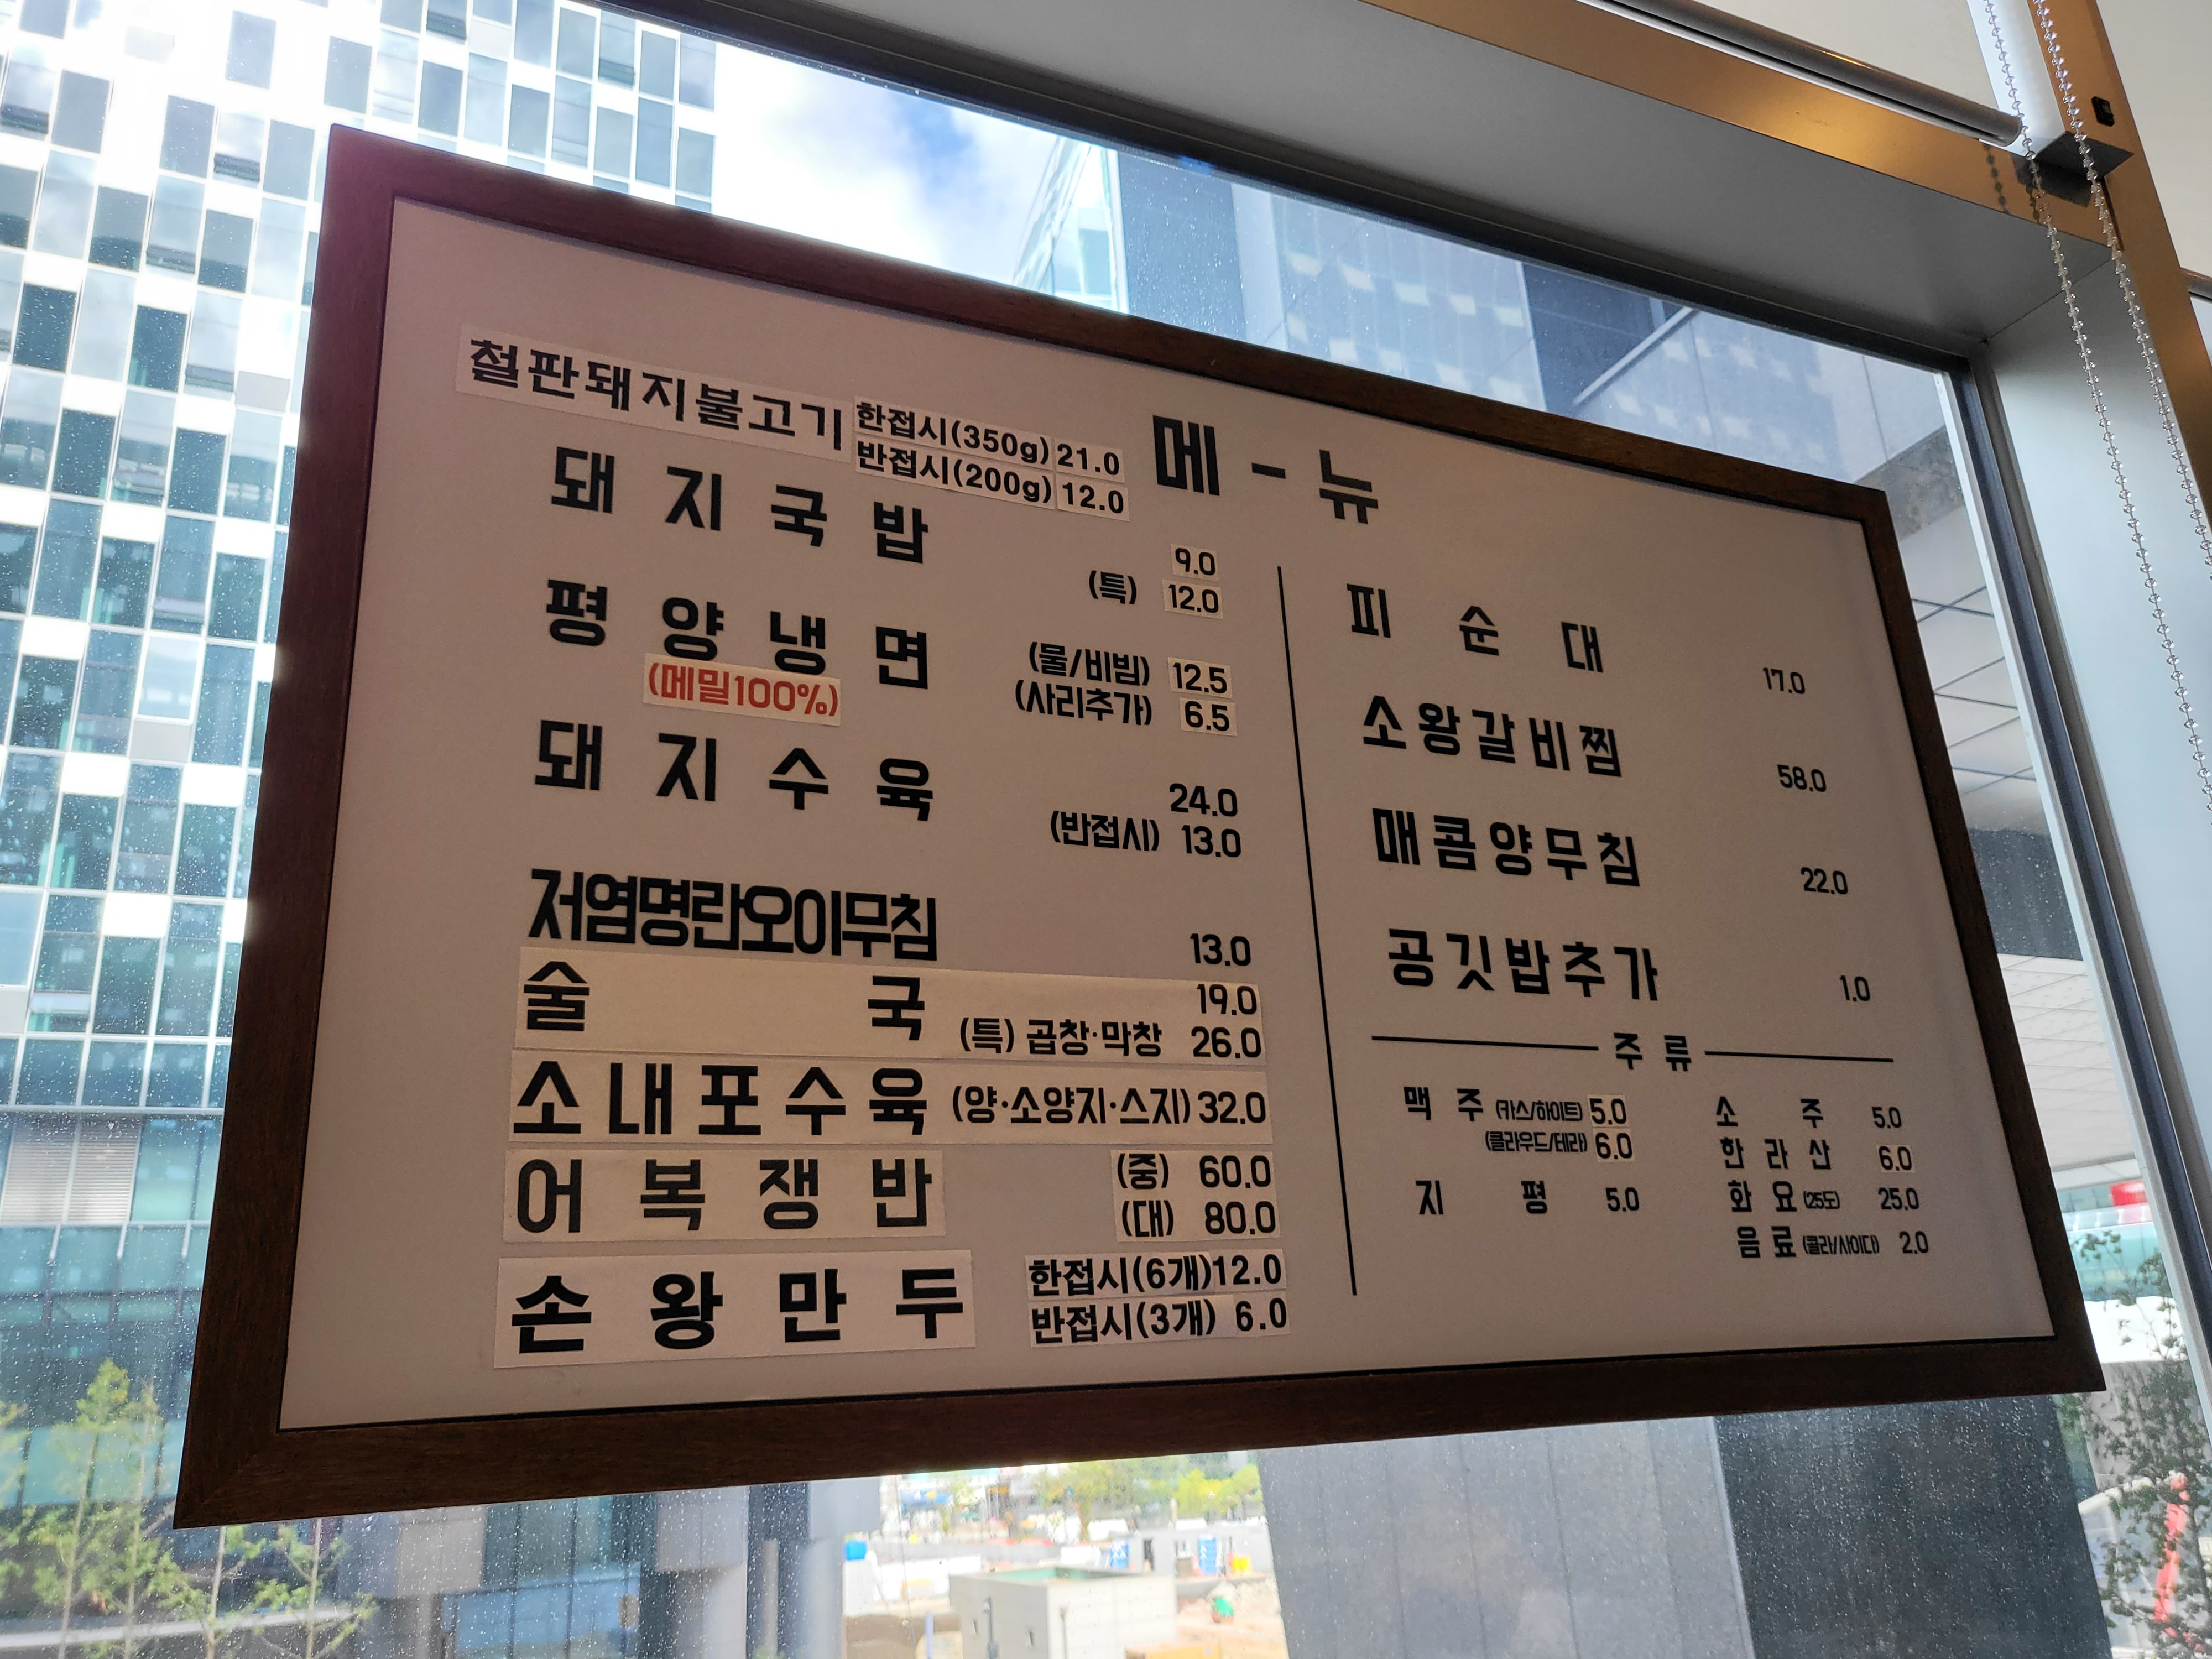 메-뉴
철판돼지불고기 한접시(350g) 21.0
반접시(200g) 12.0
돼지국밥 9.0
(특) 12.0
평양냉면 (물/비빔) 12.5
(메밀100%) (사리추가) 6.5
돼지수육 24.0
(반접시) 13.0
저염명란오이무침 13.0
술국 19.0
(특) 곱창·막창 26.0
소내포수육 (양·소양지·스지) 32.0
어복쟁반 (중) 60.0
(대) 80.0
손왕만두 한접시(6개) 12.0
반접시(3개) 6.0
피순대 17.0
소왕갈비찜 58.0
매콤양무침 22.0
공깃밥추가 1.0
주류
맥주 (카스/하이트) 5.0
(클라우드/테라) 6.0
지평 5.0
소주 5.0
한라산 6.0
화요 (25도) 25.0
음료 (콜라/사이다) 2.0